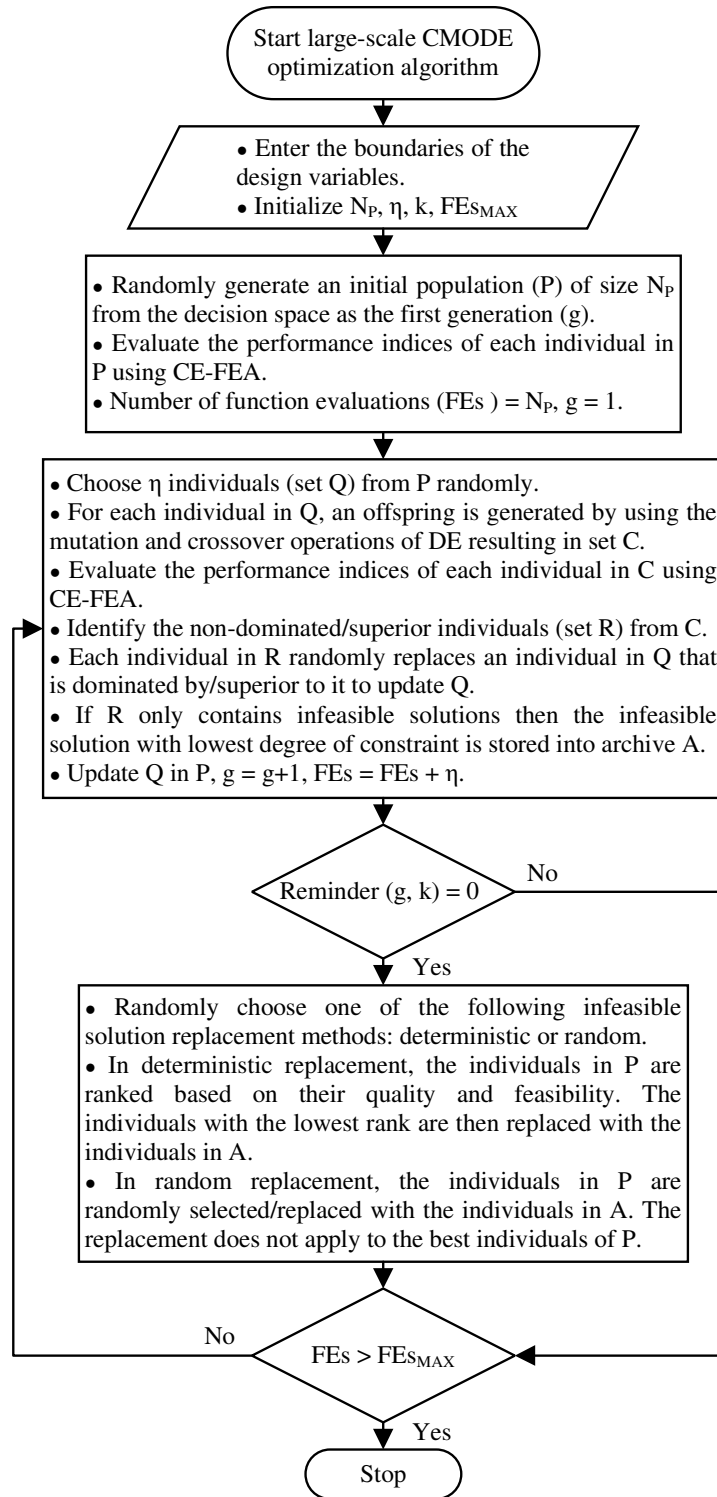 Start large-scale CMODE
optimization algorithm
• Enter the boundaries of the
design variables.
• Initialize N_P, η, k, FEs_MAX
• Randomly generate an initial population (P) of size N_P
from the decision space as the first generation (g).
• Evaluate the performance indices of each individual in
P using CE-FEA.
• Number of function evaluations (FEs ) = N_P, g = 1.
• Choose η individuals (set Q) from P randomly.
• For each individual in Q, an offspring is generated by using the
mutation and crossover operations of DE resulting in set C.
• Evaluate the performance indices of each individual in C using
CE-FEA.
• Identify the non-dominated/superior individuals (set R) from C.
• Each individual in R randomly replaces an individual in Q that
is dominated by/superior to it to update Q.
• If R only contains infeasible solutions then the infeasible
solution with lowest degree of constraint is stored into archive A.
• Update Q in P, g = g+1, FEs = FEs + η.
Reminder (g, k) = 0
No
Yes
• Randomly choose one of the following infeasible
solution replacement methods: deterministic or random.
• In deterministic replacement, the individuals in P are
ranked based on their quality and feasibility. The
individuals with the lowest rank are then replaced with the
individuals in A.
• In random replacement, the individuals in P are
randomly selected/replaced with the individuals in A. The
replacement does not apply to the best individuals of P.
No
FEs > FEs_MAX
Yes
Stop